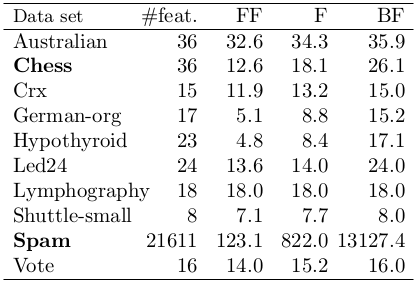 Data set #feat. FF F BF
Australian 36 32.6 34.3 35.9
Chess 36 12.6 18.1 26.1
Crx 15 11.9 13.2 15.0
German-org 17 5.1 8.8 15.2
Hypothyroid 23 4.8 8.4 17.1
Led24 24 13.6 14.0 24.0
Lymphography 18 18.0 18.0 18.0
Shuttle-small 8 7.1 7.7 8.0
Spam 21611 123.1 822.0 13127.4
Vote 16 14.0 15.2 16.0